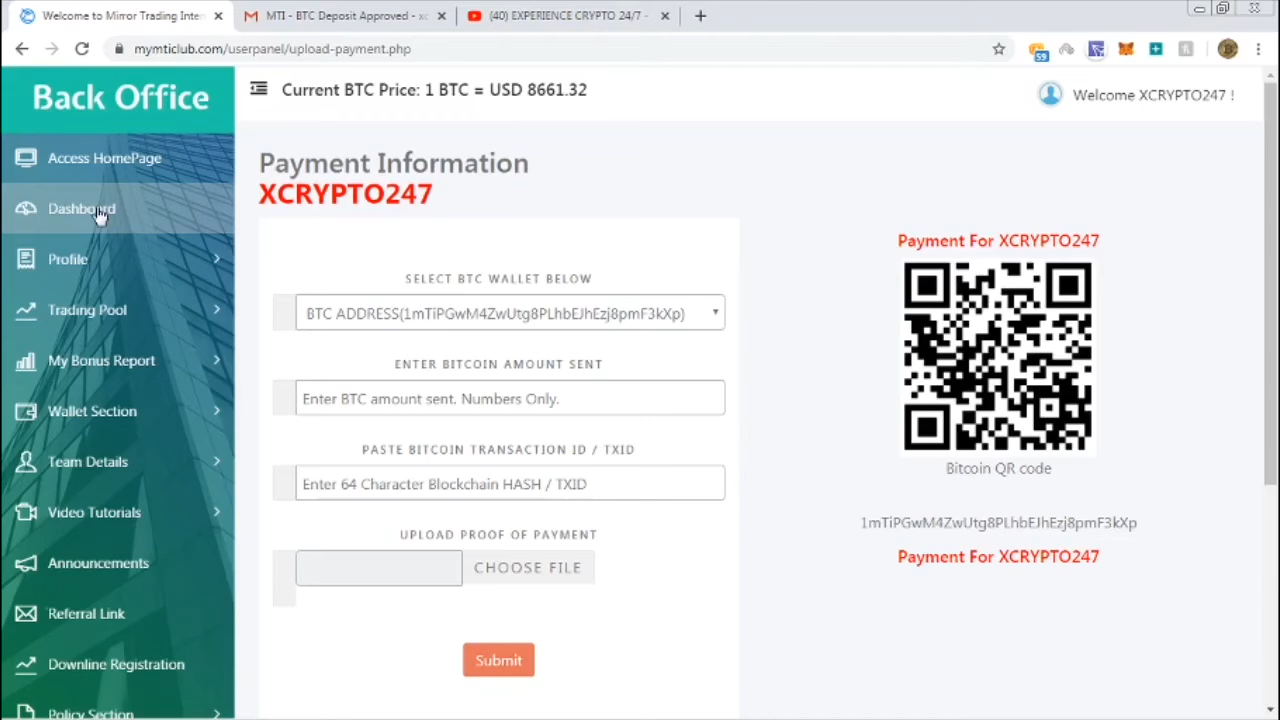 Welcome to Mirror Trading Inter
MTI - BTC Deposit Approved - xc
(40) EXPERIENCE CRYPTO 24/7 -
mymticlub.com/userpanel/upload-payment.php
59
Back Office
Current BTC Price: 1 BTC = USD 8661.32
Welcome XCRYPTO247 !
Access HomePage
Dashboard
Profile
Trading Pool
My Bonus Report
Wallet Section
Team Details
Video Tutorials
Announcements
Referral Link
Downline Registration
Policy Section
Payment Information
XCRYPTO247
SELECT BTC WALLET BELOW
BTC ADDRESS(1mTiPGwM4ZwUtg8PLhbEJhEzj8pmF3kXp)
ENTER BITCOIN AMOUNT SENT
Enter BTC amount sent. Numbers Only.
PASTE BITCOIN TRANSACTION ID / TXID
Enter 64 Character Blockchain HASH / TXID
UPLOAD PROOF OF PAYMENT
CHOOSE FILE
Submit
Payment For XCRYPTO247
Bitcoin QR code
1mTiPGwM4ZwUtg8PLhbEJhEzj8pmF3kXp
Payment For XCRYPTO247